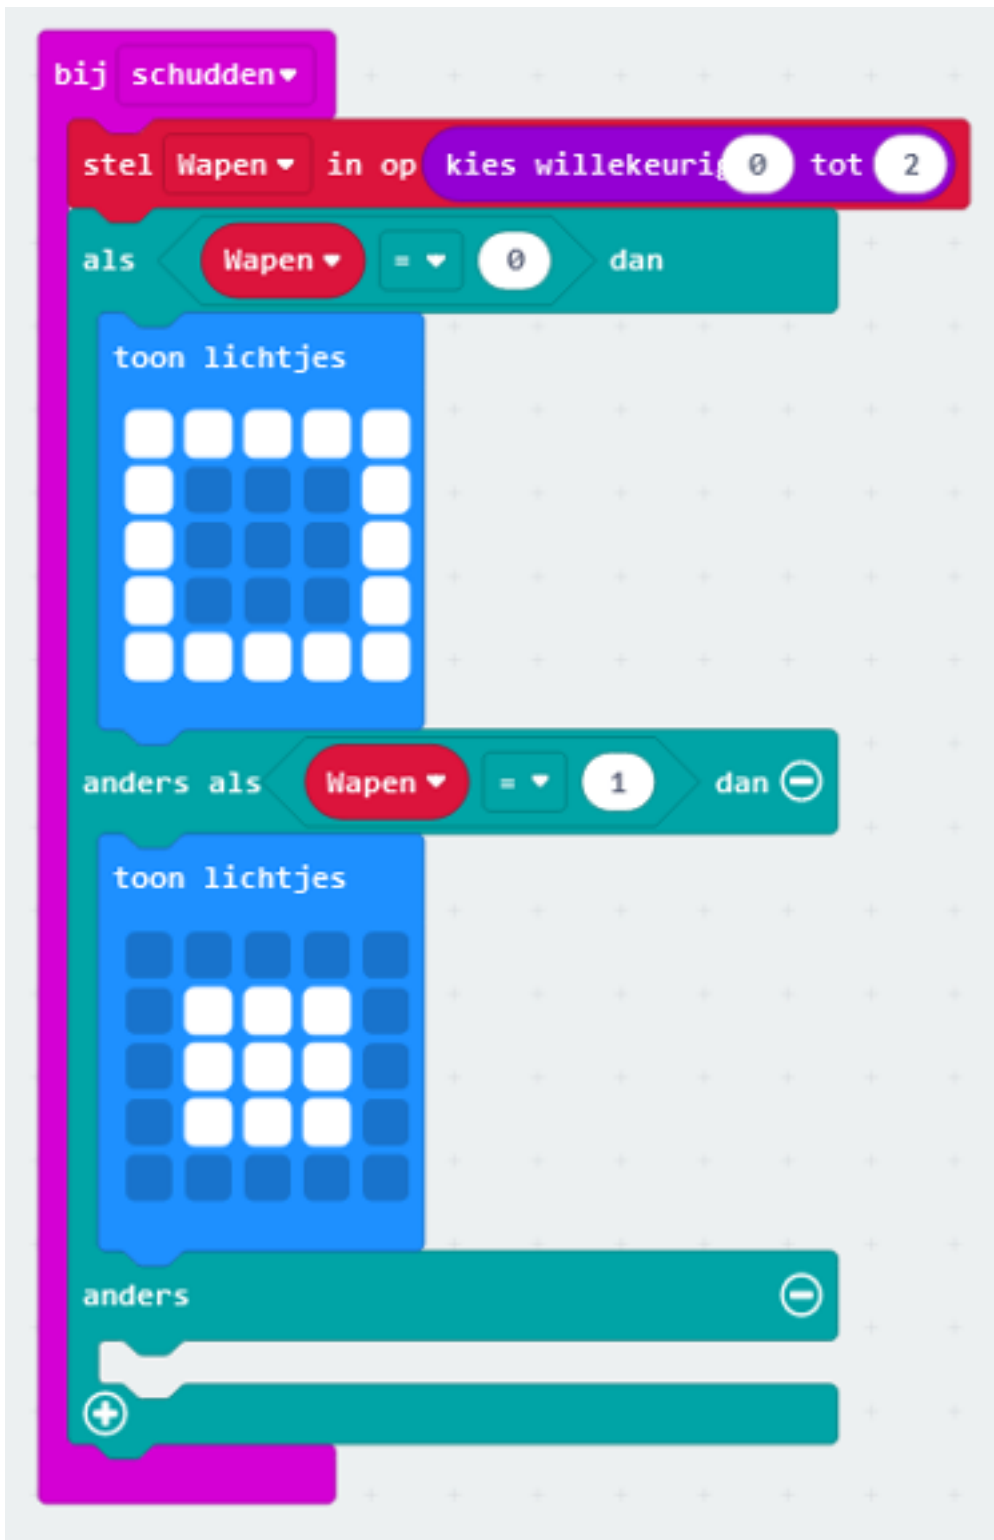 bij schudden
stel Wapen in op kies willekeurig 0 tot 2
als Wapen = 0 dan
toon lichtjes
anders als Wapen = 1 dan
toon lichtjes
anders